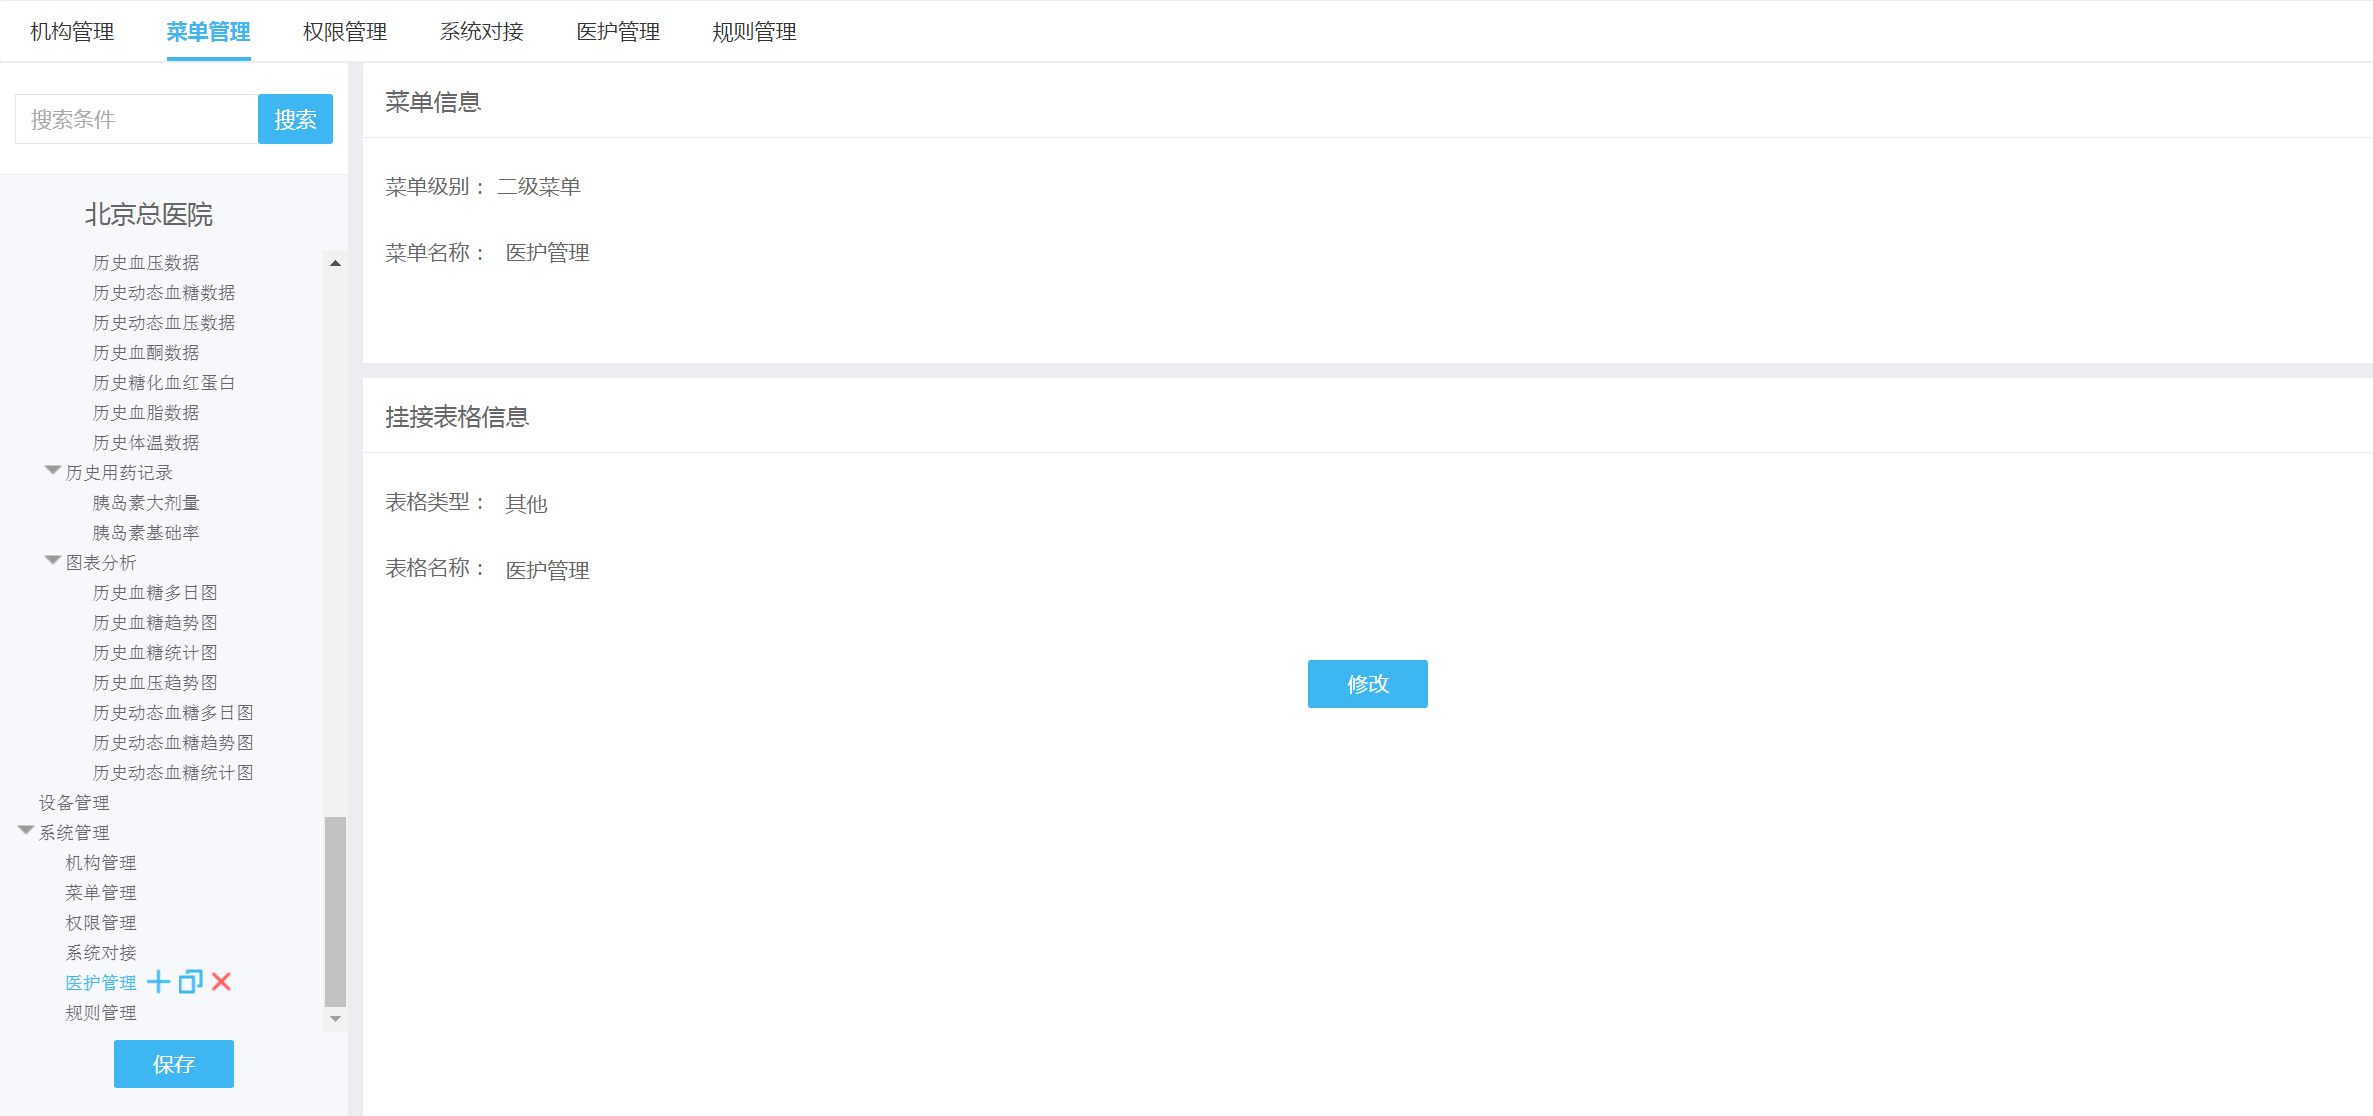 机构管理 菜单管理 权限管理 系统对接 医护管理 规则管理
搜索条件 搜索
北京总医院
历史血压数据
历史动态血糖数据
历史动态血压数据
历史血酮数据
历史糖化血红蛋白
历史血脂数据
历史体温数据
历史用药记录
胰岛素大剂量
胰岛素基础率
图表分析
历史血糖多日图
历史血糖趋势图
历史血糖统计图
历史血压趋势图
历史动态血糖多日图
历史动态血糖趋势图
历史动态血糖统计图
设备管理
系统管理
机构管理
菜单管理
权限管理
系统对接
医护管理
规则管理
保存
菜单信息
菜单级别： 二级菜单
菜单名称： 医护管理
挂接表格信息
表格类型： 其他
表格名称： 医护管理
修改